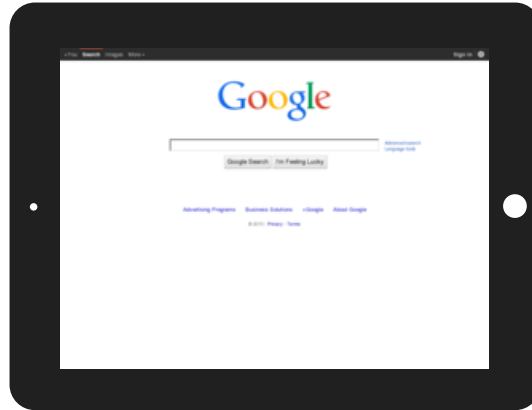 +You Search Images More »
Sign in
Google
Advanced search
Language tools
Google Search I'm Feeling Lucky
Advertising Programs Business Solutions +Google About Google
Privacy - Terms